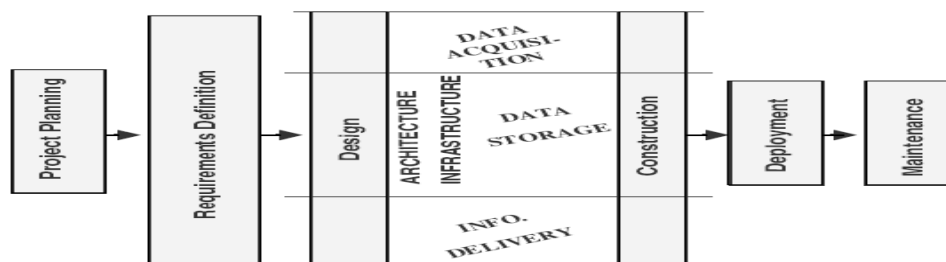 Project Planning
Requirements Definition
Design
ARCHITECTURE
INFRASTRUCTURE
DATA
ACQUISI-
TION
DATA
STORAGE
INFO.
DELIVERY
Construction
Deployment
Maintenance